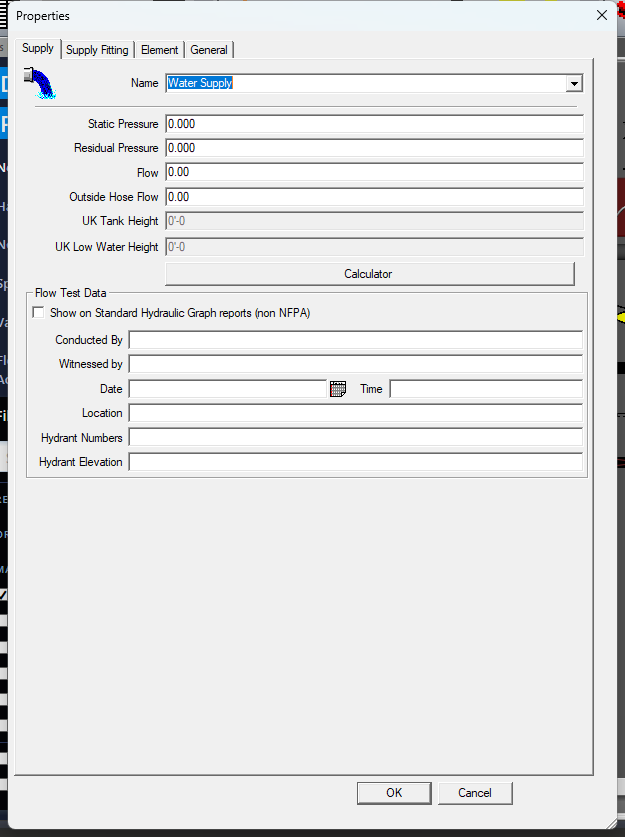 Properties
Supply Supply Fitting Element General
Name Water Supply
Static Pressure 0.000
Residual Pressure 0.000
Flow 0.00
Outside Hose Flow 0.00
UK Tank Height 0'-0
UK Low Water Height 0'-0
Calculator
Flow Test Data
Show on Standard Hydraulic Graph reports (non NFPA)
Conducted By
Witnessed by
Date Time
Location
Hydrant Numbers
Hydrant Elevation
OK Cancel